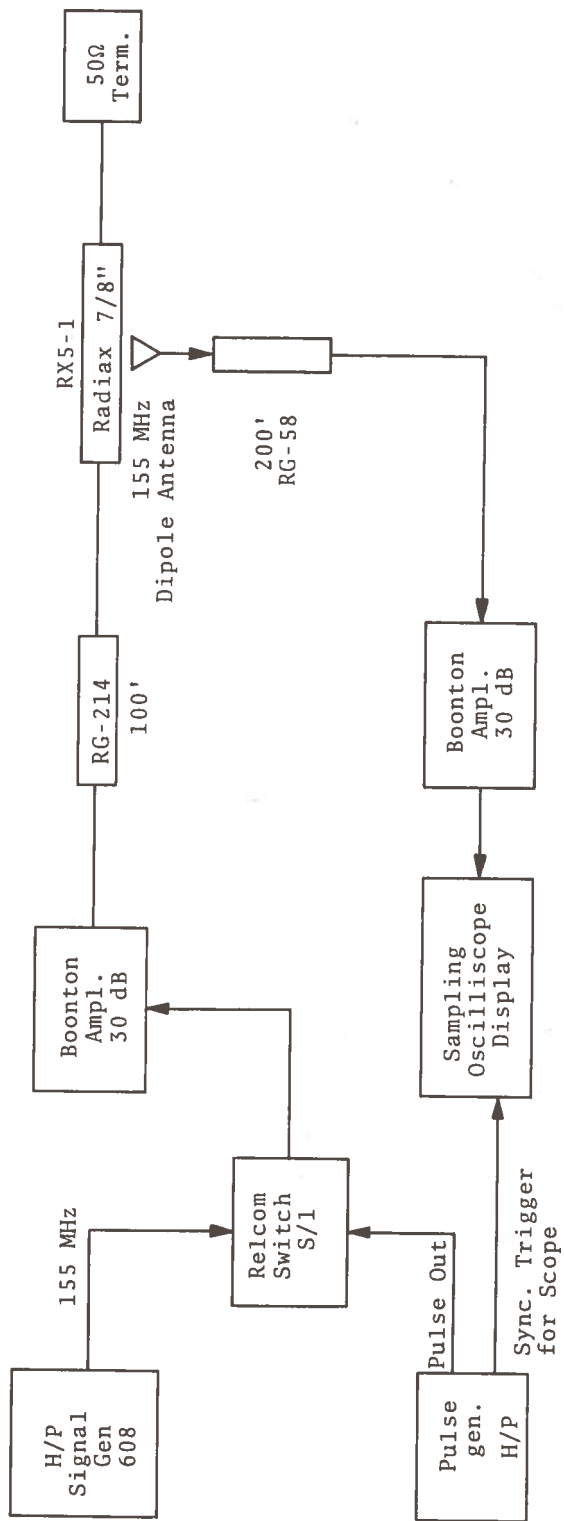 H/P
Signal
Gen
608
155 MHz
Relcom
Switch
S/1
Pulse
gen.
H/P
Pulse Out
Sync. Trigger
for Scope
Boonton
Ampl.
30 dB
RG-214
100'
RX5-1
Radiax 7/8"
50Ω
Term.
155 MHz
Dipole Antenna
200'
RG-58
Boonton
Ampl.
30 dB
Sampling
Oscilliscope
Display